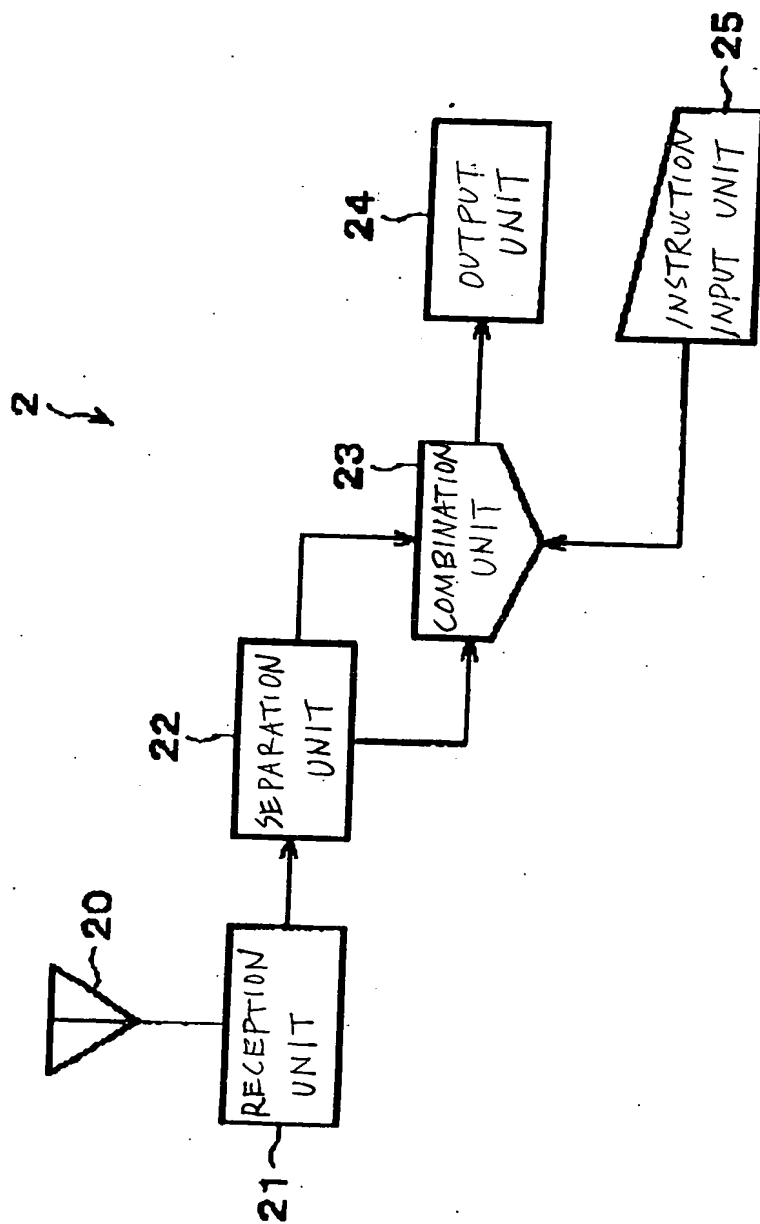 2
20
RECEPTION
UNIT
21
22
SEPARATION
UNIT
23
COMBINATION
UNIT
24
OUTPUT
UNIT
INSTRUCTION
INPUT UNIT
25